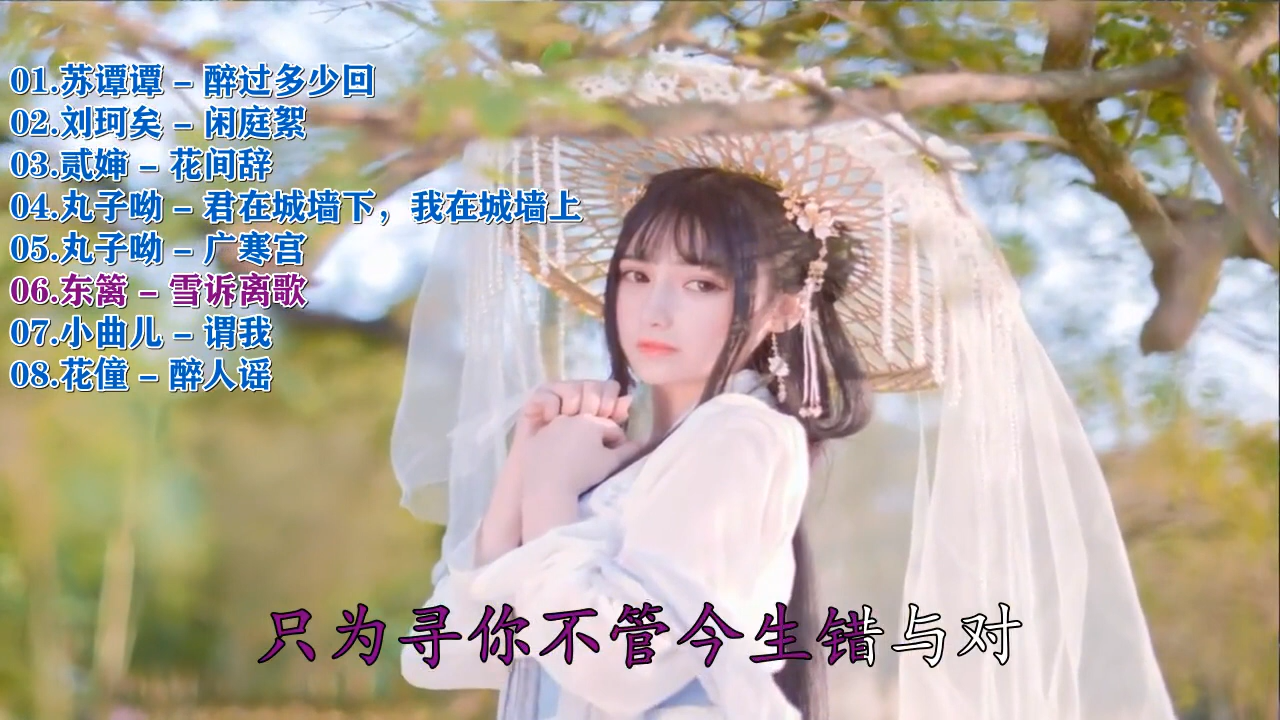 01.苏谭谭 – 醉过多少回
02.刘珂矣 – 闲庭絮
03.贰婶 – 花间辞
04.丸子呦 – 君在城墙下，我在城墙上
05.丸子呦 – 广寒宫
06.东篱 – 雪诉离歌
07.小曲儿 – 谓我
08.花僮 – 醉人谣
只为寻你不管今生错与对